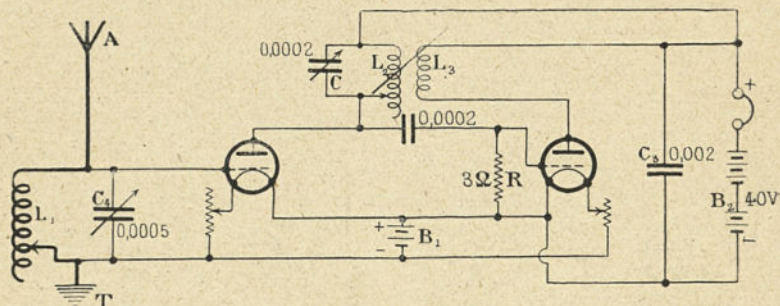 A
0,0002
C
L₂
L₃
0,0002
C₄
0,0005
L₁
3Ω R
C₅ 0,002
+
B₂ 40V
-
+
-
B₁
T